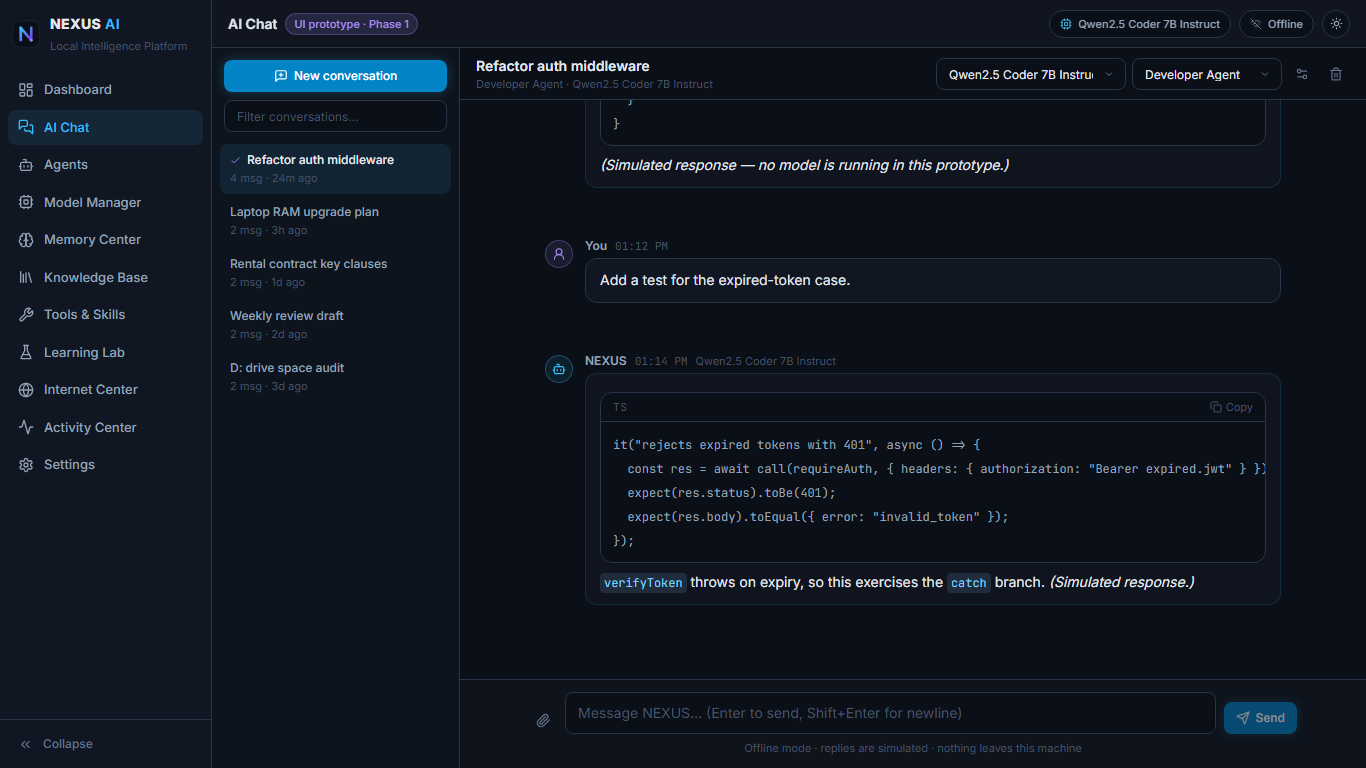 NEXUS AI
Local Intelligence Platform
Dashboard
AI Chat
Agents
Model Manager
Memory Center
Knowledge Base
Tools & Skills
Learning Lab
Internet Center
Activity Center
Settings
Collapse
AI Chat
UI prototype · Phase 1
Qwen2.5 Coder 7B Instruct
Offline
New conversation
Filter conversations...
Refactor auth middleware
4 msg · 24m ago
Laptop RAM upgrade plan
2 msg · 3h ago
Rental contract key clauses
2 msg · 1d ago
Weekly review draft
2 msg · 2d ago
D: drive space audit
2 msg · 3d ago
Refactor auth middleware
Developer Agent · Qwen2.5 Coder 7B Instruct
Qwen2.5 Coder 7B Instruc
Developer Agent
}
}
(Simulated response — no model is running in this prototype.)
You 01:12 PM
Add a test for the expired-token case.
NEXUS 01:14 PM Qwen2.5 Coder 7B Instruct
TS
Copy
it("rejects expired tokens with 401", async () => {
const res = await call(requireAuth, { headers: { authorization: "Bearer expired.jwt" } })
expect(res.status).toBe(401);
expect(res.body).toEqual({ error: "invalid_token" });
});
verifyToken throws on expiry, so this exercises the catch branch. (Simulated response.)
Message NEXUS... (Enter to send, Shift+Enter for newline)
Send
Offline mode · replies are simulated · nothing leaves this machine